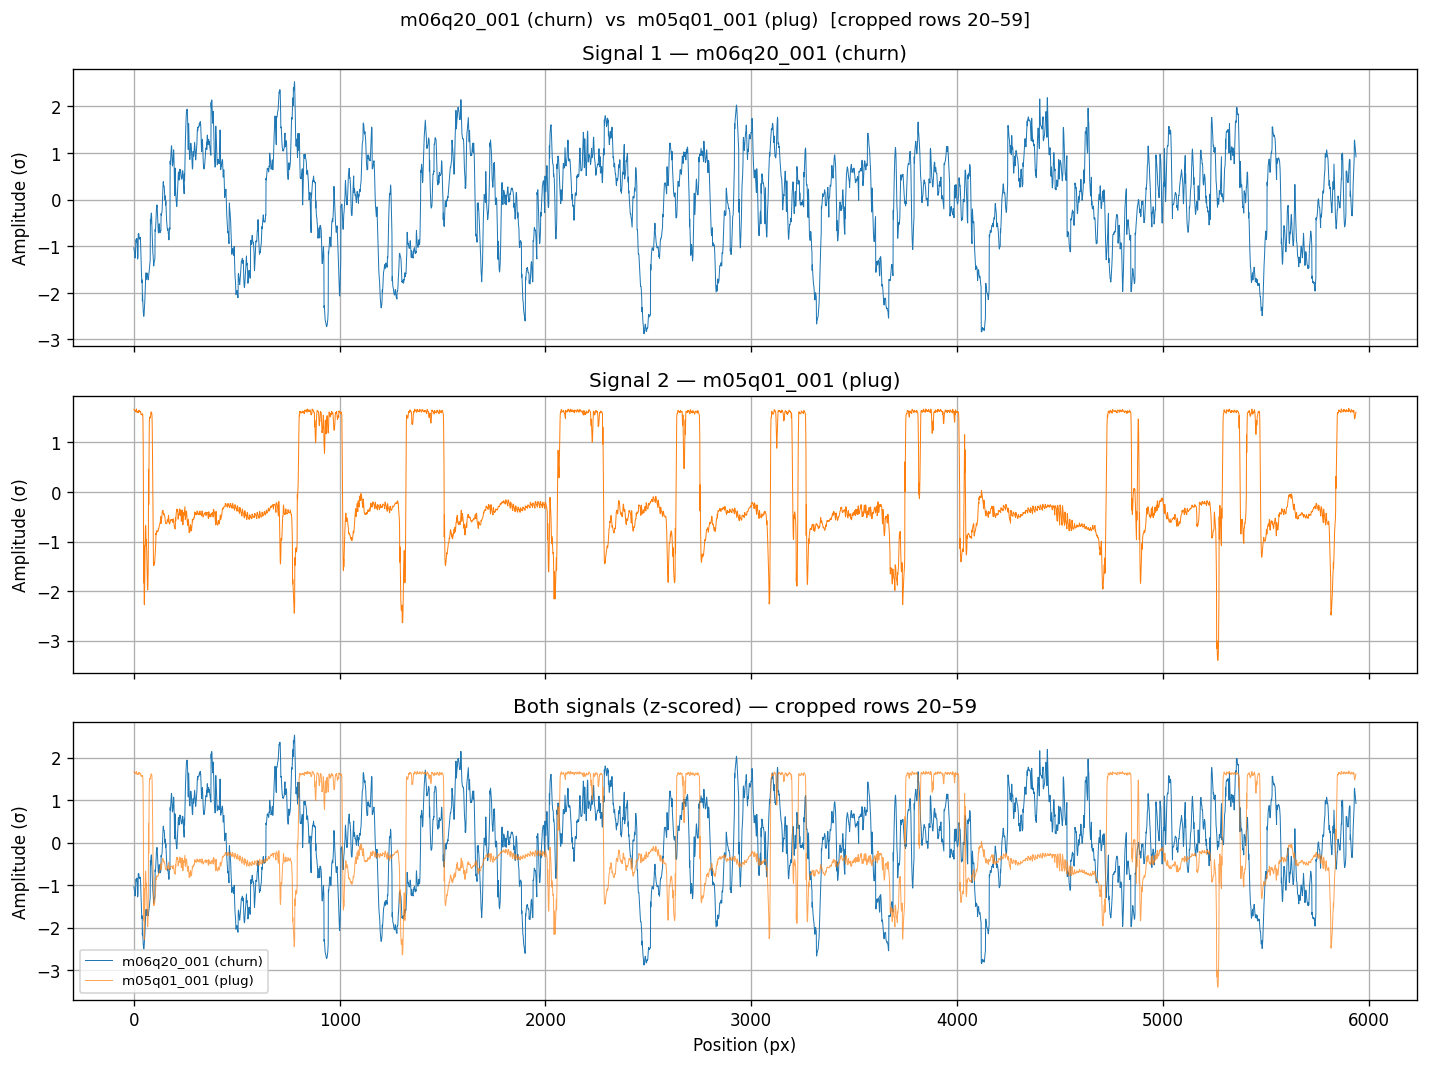 m06q20_001 (churn)  vs  m05q01_001 (plug)  [cropped rows 20–59]
Signal 1 — m06q20_001 (churn)
Amplitude (σ)
2
1
0
−1
−2
−3
Signal 2 — m05q01_001 (plug)
Amplitude (σ)
1
0
−1
−2
−3
Both signals (z-scored) — cropped rows 20–59
Amplitude (σ)
2
1
0
−1
−2
−3
m06q20_001 (churn)
m05q01_001 (plug)
0 1000 2000 3000 4000 5000 6000
Position (px)